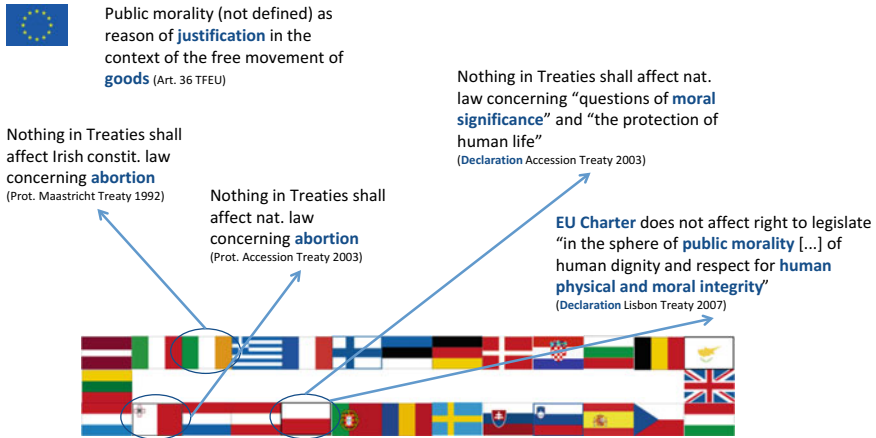 Public morality (not defined) as
reason of justification in the
context of the free movement of
goods (Art. 36 TFEU)
Nothing in Treaties shall
affect Irish constit. law
concerning abortion
(Prot. Maastricht Treaty 1992)
Nothing in Treaties shall
affect nat. law
concerning abortion
(Prot. Accession Treaty 2003)
Nothing in Treaties shall affect nat.
law concerning “questions of moral
significance” and “the protection of
human life”
(Declaration Accession Treaty 2003)
EU Charter does not affect right to legislate
“in the sphere of public morality [...] of
human dignity and respect for human
physical and moral integrity”
(Declaration Lisbon Treaty 2007)